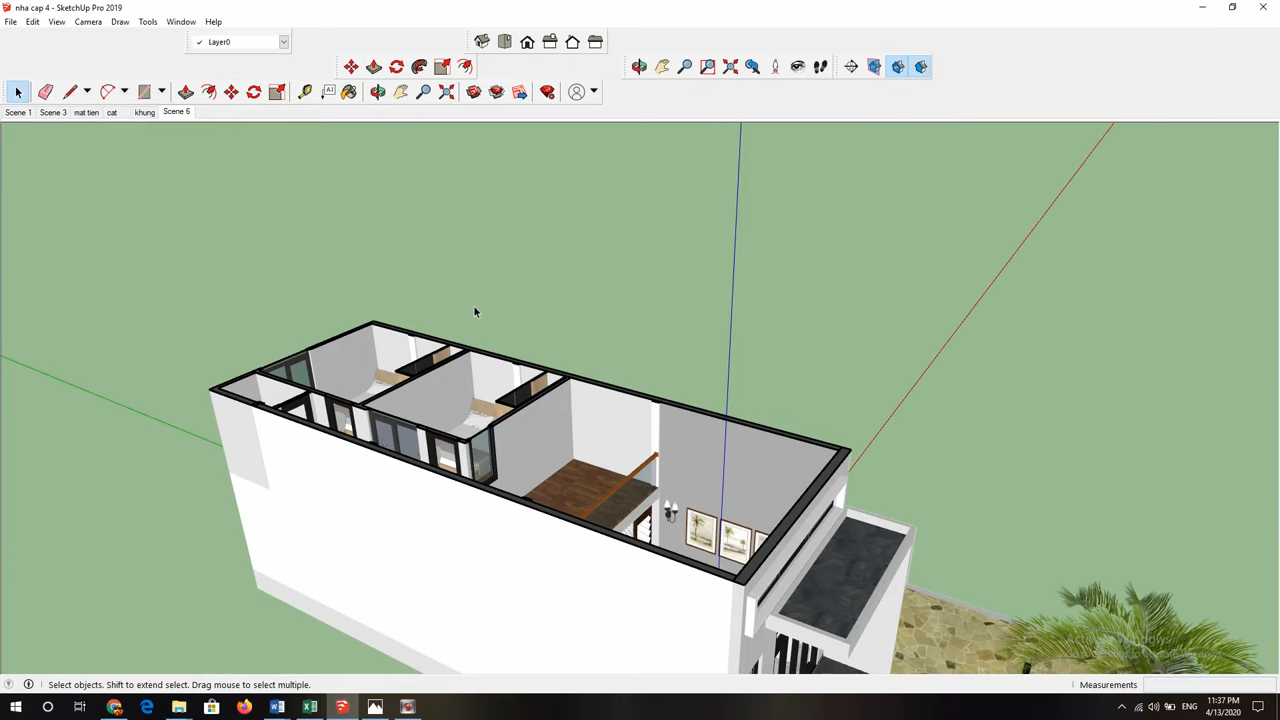 nha cap 4 - SketchUp Pro 2019
File Edit View Camera Draw Tools Window Help
Layer0
Scene 1 Scene 3 mat tien cat khung Scene 6
Activate Windows
Select objects. Shift to extend select. Drag mouse to select multiple.
Measurements
ENG
11:37 PM
4/13/2020